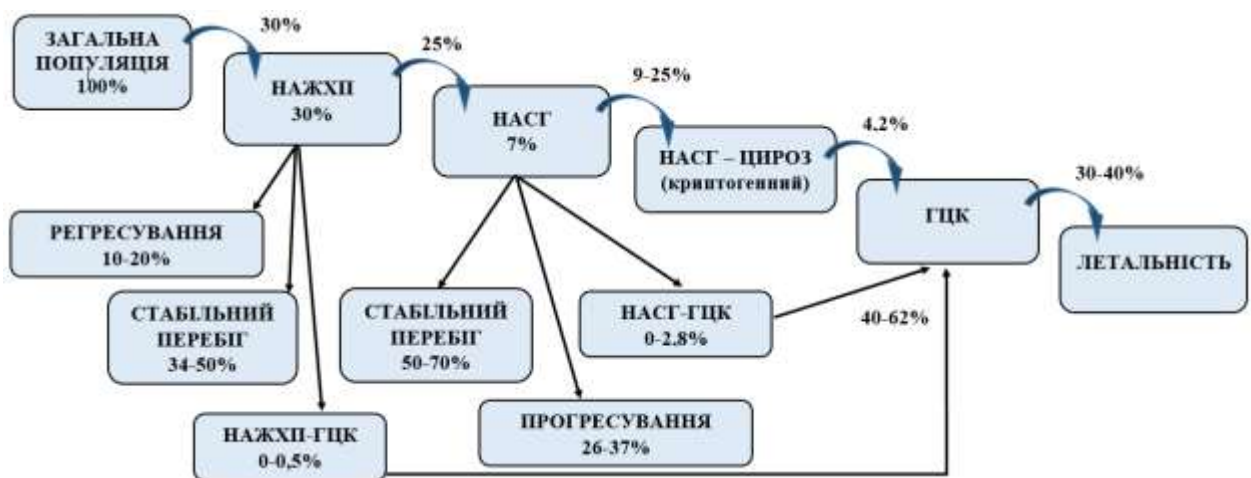 ЗАГАЛЬНА
ПОПУЛЯЦІЯ
100%
30%
НАЖХП
30%
25%
НАСГ
7%
9-25%
НАСГ – ЦИРОЗ
(криптогенний)
4.2%
ГЦК
30-40%
ЛЕТАЛЬНІСТЬ
РЕГРЕСУВАННЯ
10-20%
СТАБІЛЬНИЙ
ПЕРЕБІГ
34-50%
НАЖХП-ГЦК
0-0,5%
СТАБІЛЬНИЙ
ПЕРЕБІГ
50-70%
НАСГ-ГЦК
0-2,8%
40-62%
ПРОГРЕСУВАННЯ
26-37%